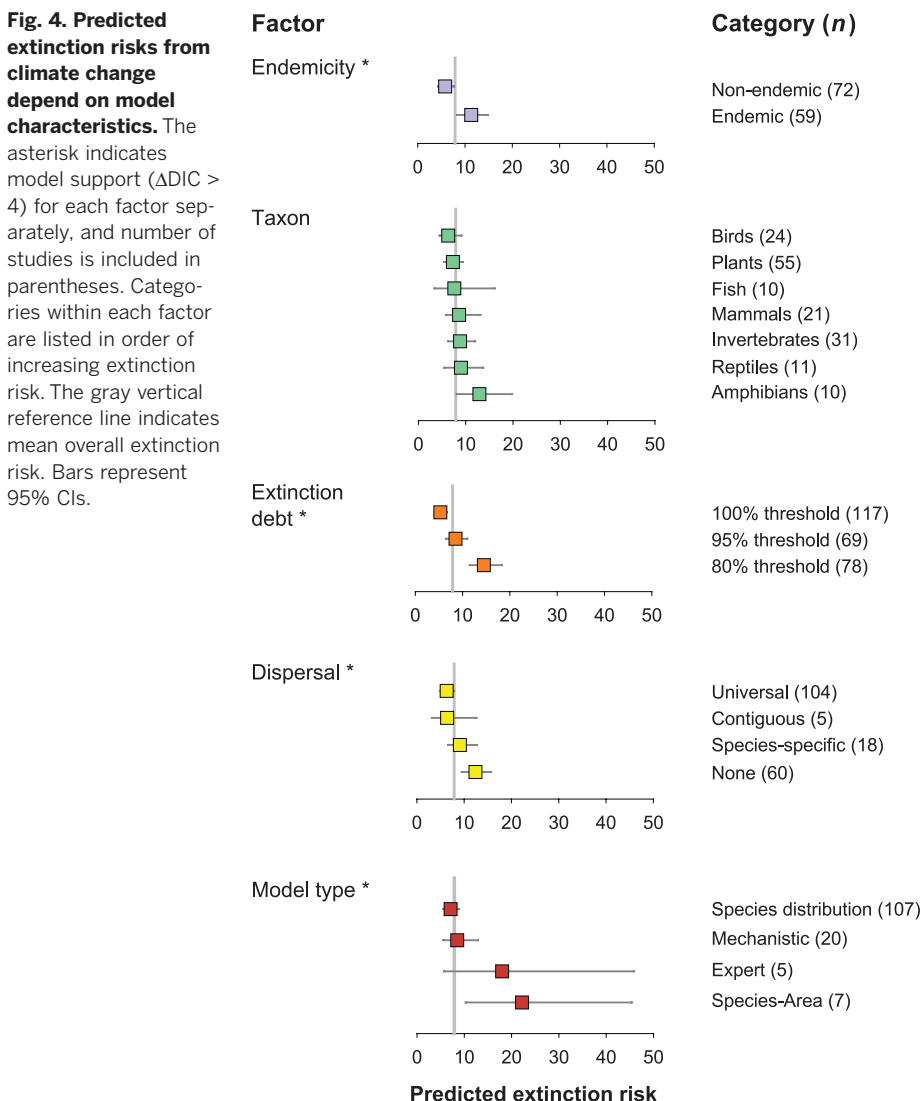 Fig. 4. Predicted
extinction risks from
climate change
depend on model
characteristics. The
asterisk indicates
model support (ΔDIC >
4) for each factor sep-
arately, and number of
studies is included in
parentheses. Catego-
ries within each factor
are listed in order of
increasing extinction
risk. The gray vertical
reference line indicates
mean overall extinction
risk. Bars represent
95% CIs.
Factor
Category (n)
Endemicity *
Non-endemic (72)
Endemic (59)
0 10 20 30 40 50
Taxon
Birds (24)
Plants (55)
Fish (10)
Mammals (21)
Invertebrates (31)
Reptiles (11)
Amphibians (10)
0 10 20 30 40 50
Extinction
debt *
100% threshold (117)
95% threshold (69)
80% threshold (78)
0 10 20 30 40 50
Dispersal *
Universal (104)
Contiguous (5)
Species-specific (18)
None (60)
0 10 20 30 40 50
Model type *
Species distribution (107)
Mechanistic (20)
Expert (5)
Species-Area (7)
0 10 20 30 40 50
Predicted extinction risk